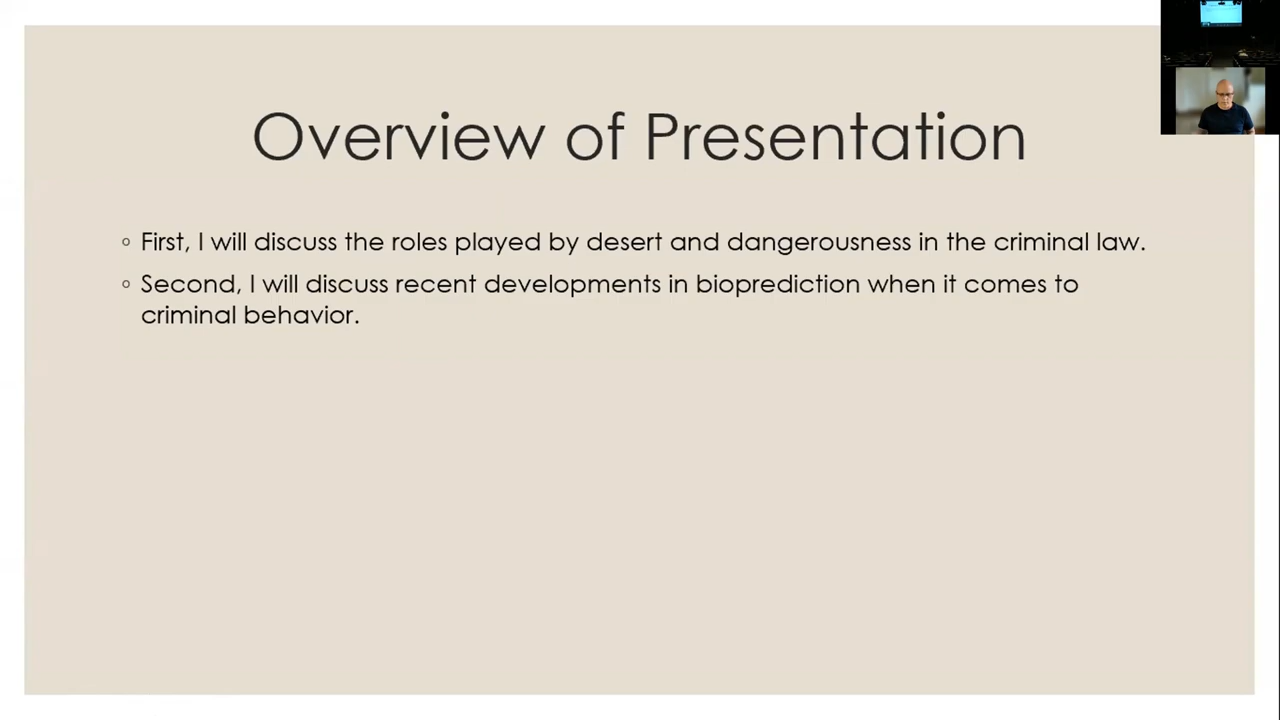 Overview of Presentation
◦ First, I will discuss the roles played by desert and dangerousness in the criminal law.
◦ Second, I will discuss recent developments in bioprediction when it comes to
criminal behavior.